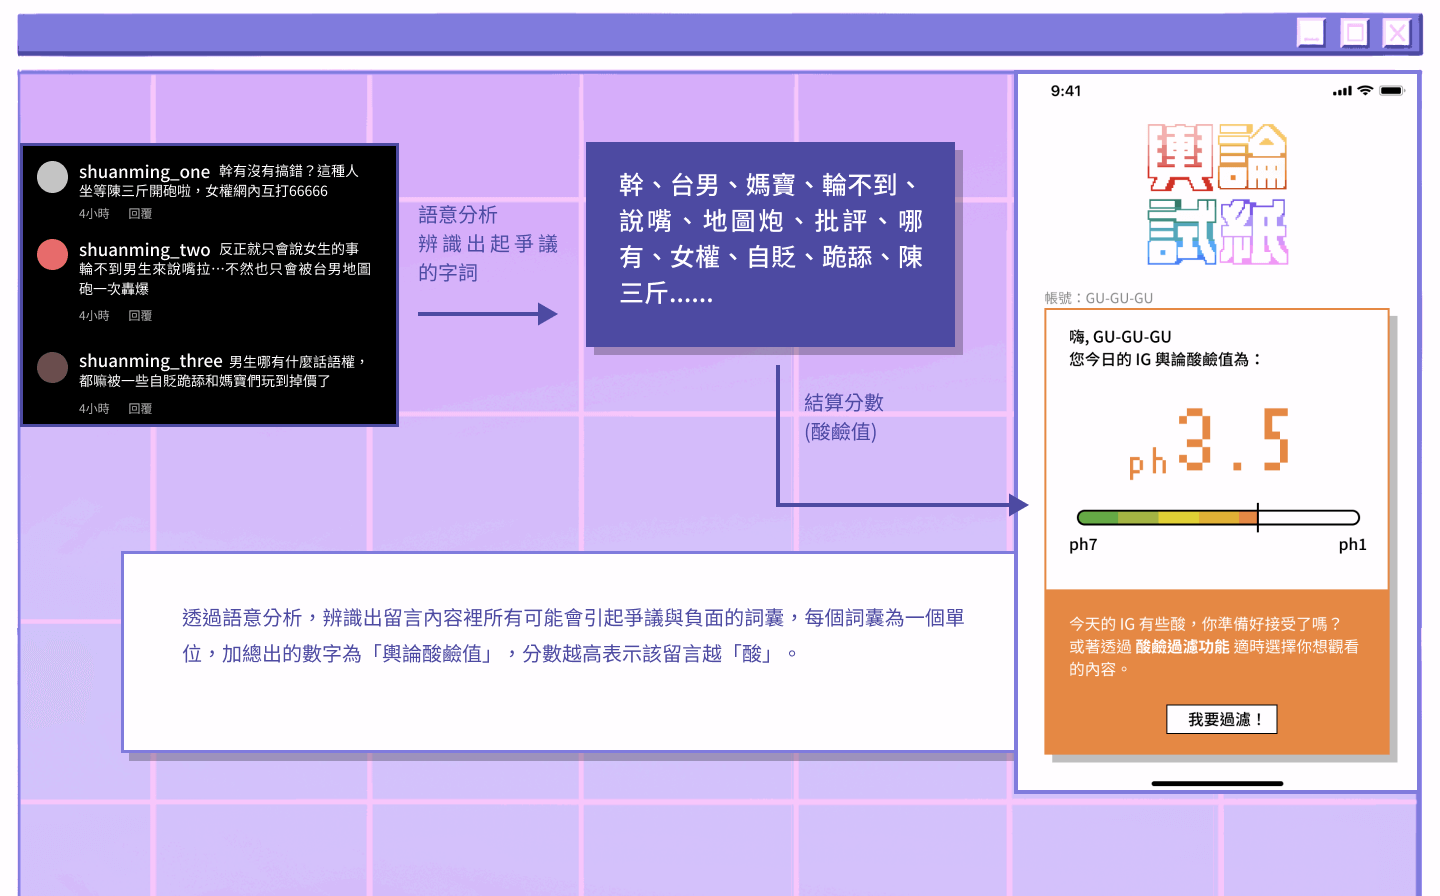 shuanming_one 幹有沒有搞錯？這種人
坐等陳三斤開砲啦，女權網內互打66666
4小時 回覆
shuanming_two 反正就只會說女生的事
輪不到男生來說嘴拉⋯不然也只會被台男地圖
砲一次轟爆
4小時 回覆
shuanming_three 男生哪有什麼話語權，
都嘛被一些自貶跪舔和媽寶們玩到掉價了
4小時 回覆
語意分析
辨識出起爭議
的字詞
幹、台男、媽寶、輪不到、
說嘴、地圖炮、批評、哪
有、女權、自貶、跪舔、陳
三斤......
結算分數
(酸鹼值)
透過語意分析，辨識出留言內容裡所有可能會引起爭議與負面的詞囊，每個詞囊為一個單
位，加總出的數字為「輿論酸鹼值」，分數越高表示該留言越「酸」。
9:41
輿論
試紙
帳號：GU-GU-GU
嗨, GU-GU-GU
您今日的 IG 輿論酸鹼值為：
ph3.5
ph7 ph1
今天的 IG 有些酸，你準備好接受了嗎？
或著透過 酸鹼過濾功能 適時選擇你想觀看
的內容。
我要過濾！